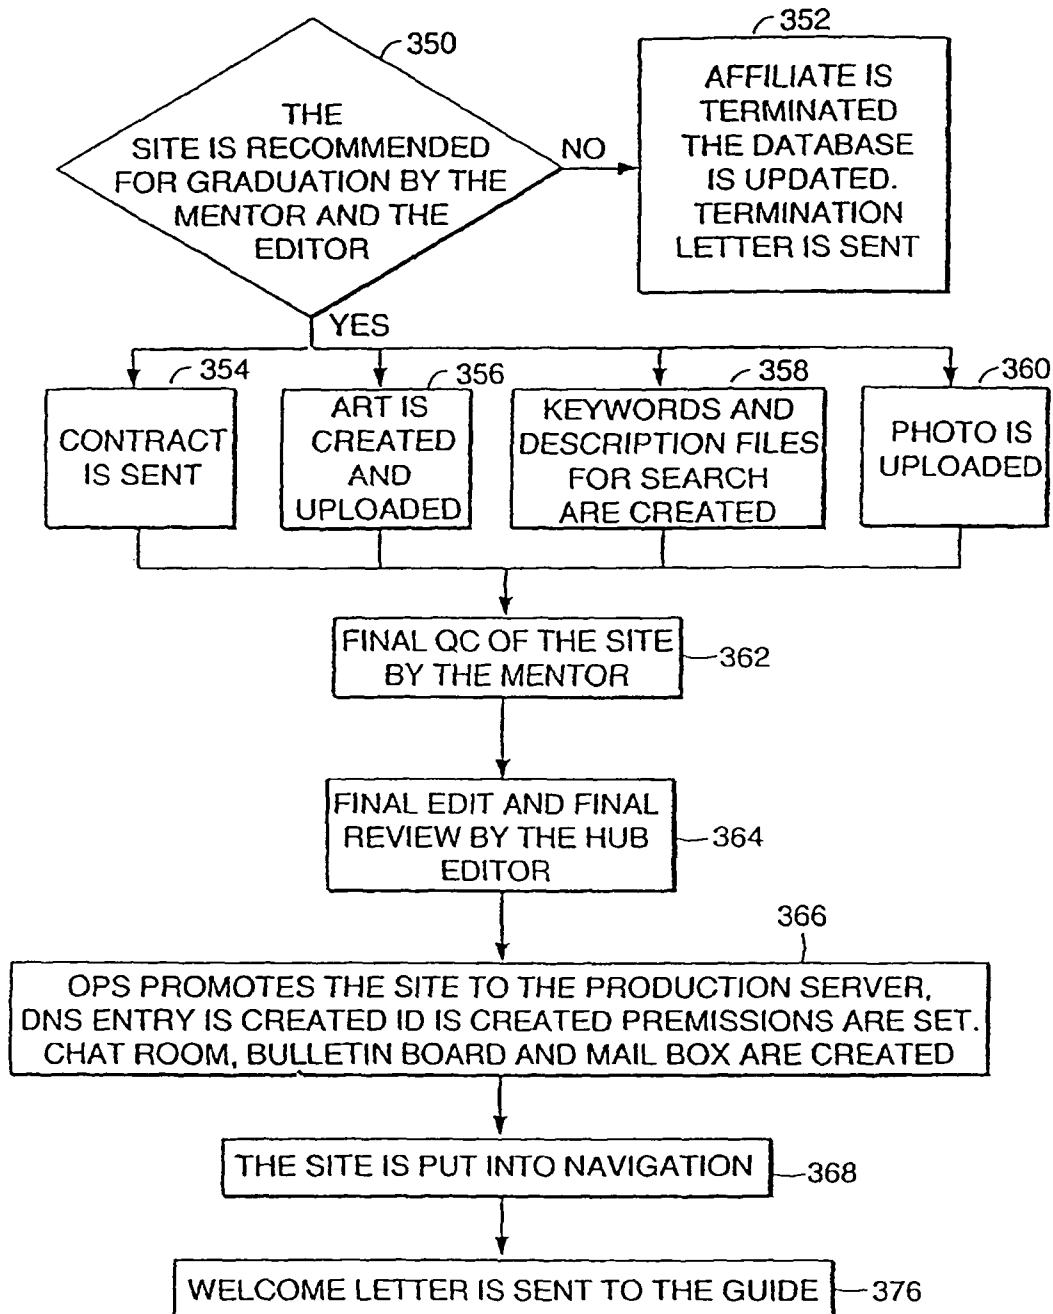 350
THE
SITE IS RECOMMENDED
FOR GRADUATION BY THE
MENTOR AND THE
EDITOR
NO
352
AFFILIATE IS
TERMINATED
THE DATABASE
IS UPDATED.
TERMINATION
LETTER IS SENT
YES
354
CONTRACT
IS SENT
356
ART IS
CREATED
AND
UPLOADED
358
KEYWORDS AND
DESCRIPTION FILES
FOR SEARCH
ARE CREATED
360
PHOTO IS
UPLOADED
FINAL QC OF THE SITE
BY THE MENTOR
362
FINAL EDIT AND FINAL
REVIEW BY THE HUB
EDITOR
364
366
OPS PROMOTES THE SITE TO THE PRODUCTION SERVER,
DNS ENTRY IS CREATED ID IS CREATED PREMISSIONS ARE SET.
CHAT ROOM, BULLETIN BOARD AND MAIL BOX ARE CREATED
THE SITE IS PUT INTO NAVIGATION
368
WELCOME LETTER IS SENT TO THE GUIDE
376